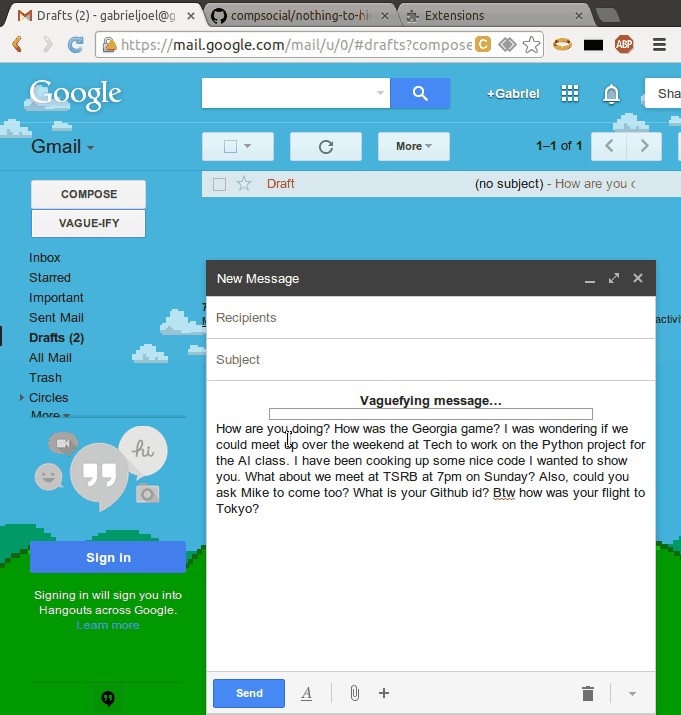 Drafts (2) - gabrieljoel@g
compsocial/nothing-to-hi
Extensions
https://mail.google.com/mail/u/0/#drafts?compose
C
ABP
Google
+Gabriel
Sha
Gmail
More
1–1 of 1
COMPOSE
VAGUE-IFY
Draft
(no subject) - How are you
Inbox
Starred
Important
Sent Mail
Drafts (2)
All Mail
Trash
Circles
More
activit
hi
Sign in
Signing in will sign you into
Hangouts across Google.
Learn more
New Message
Recipients
Subject
Vaguefying message...
How are you doing? How was the Georgia game? I was wondering if we
could meet up over the weekend at Tech to work on the Python project for
the AI class. I have been cooking up some nice code I wanted to show
you. What about we meet at TSRB at 7pm on Sunday? Also, could you
ask Mike to come too? What is your Github id? Btw how was your flight to
Tokyo?
Send
A